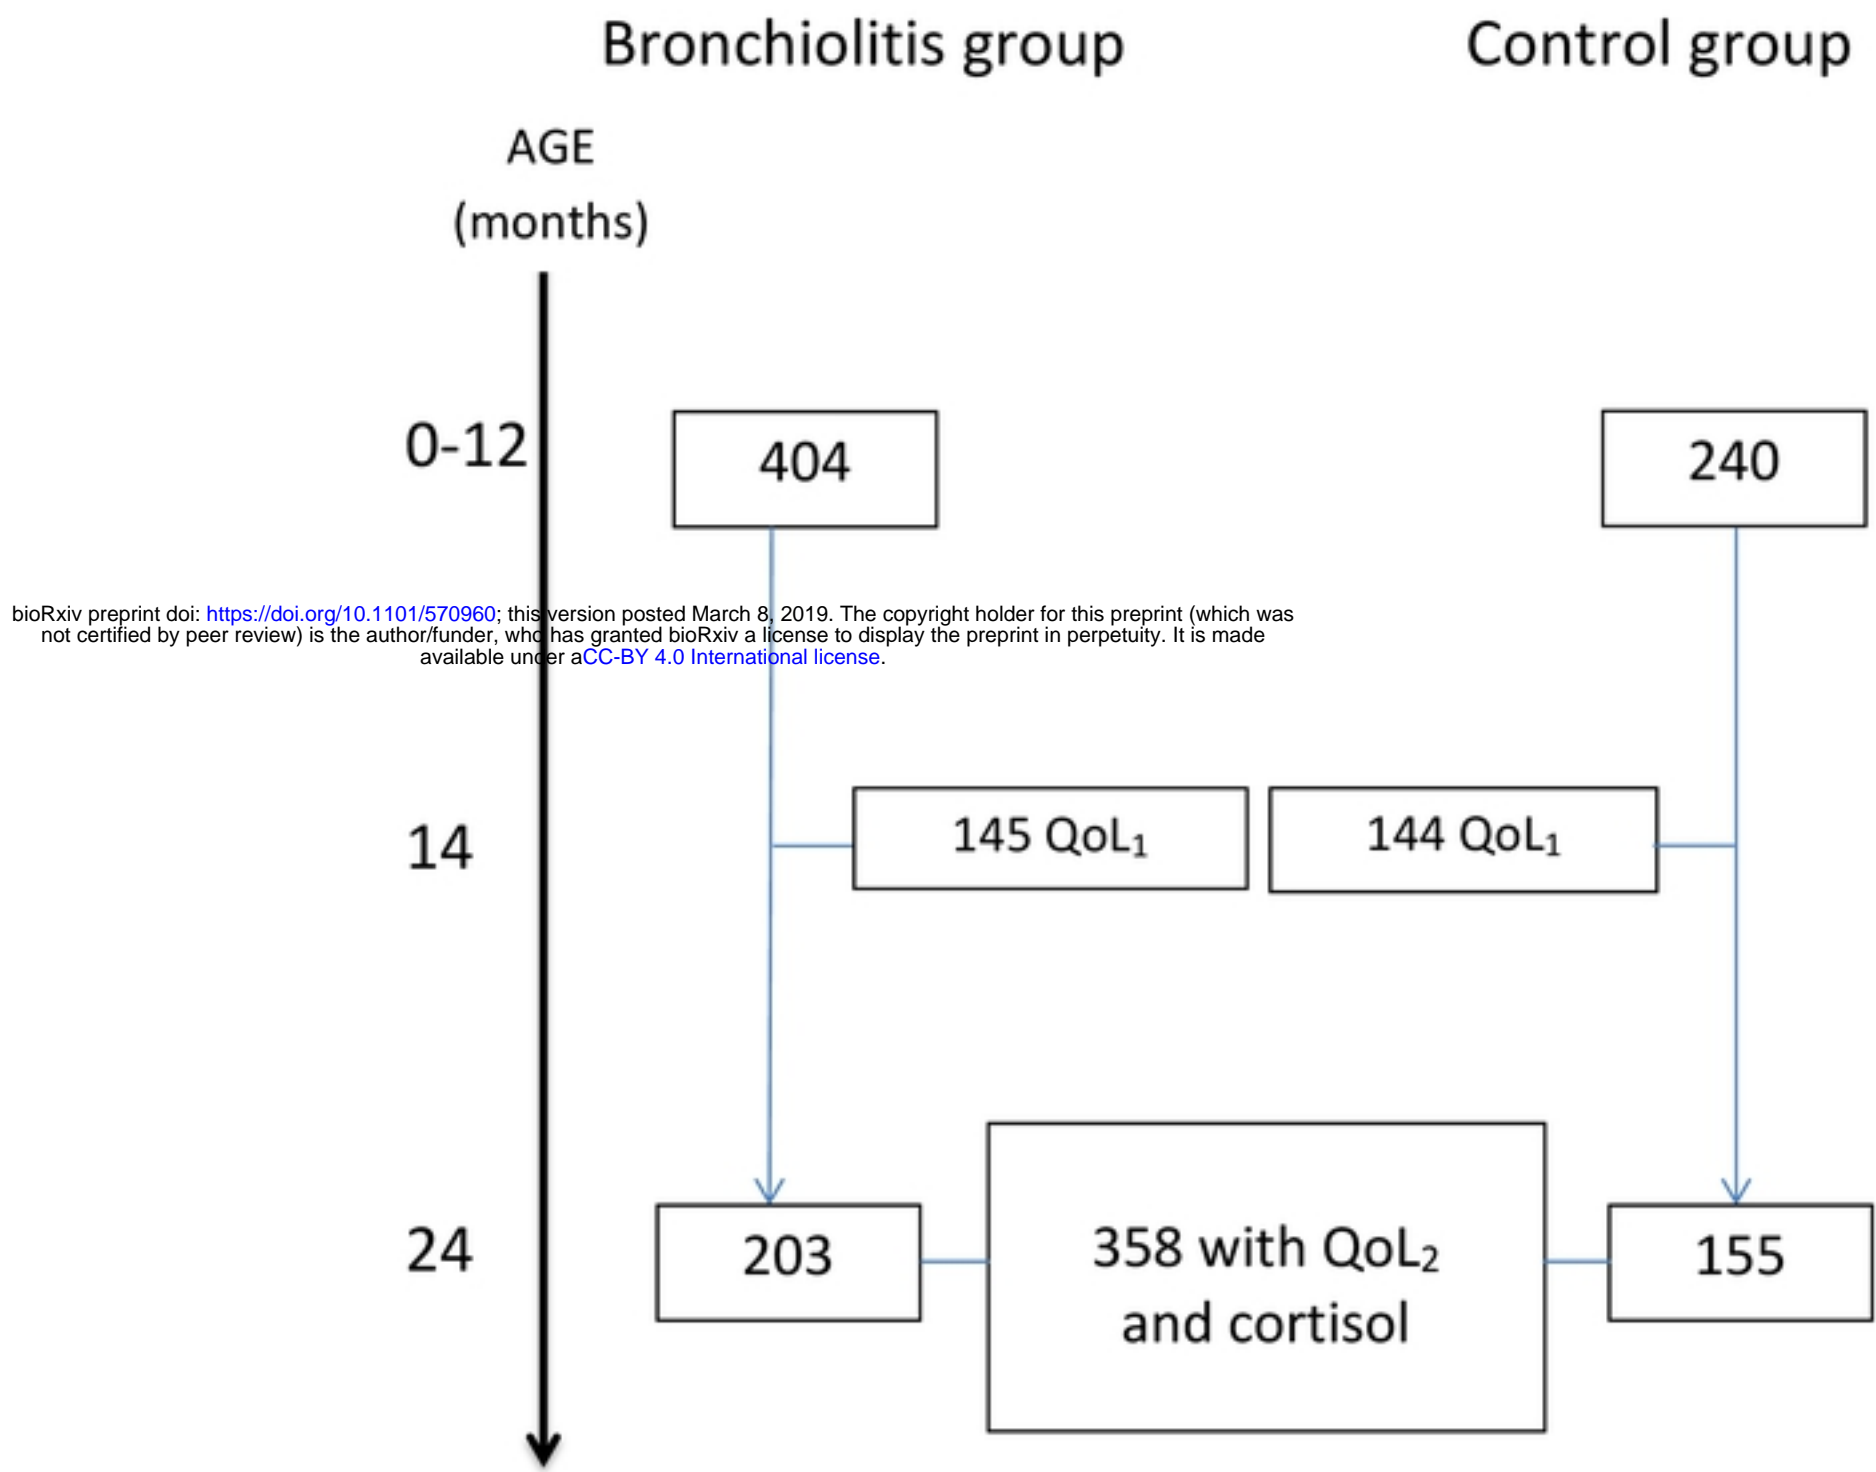 Bronchiolitis group
Control group
AGE
(months)
0-12
404
240
bioRxiv preprint doi: https://doi.org/10.1101/570960; this version posted March 8, 2019. The copyright holder for this preprint (which was
not certified by peer review) is the author/funder, who has granted bioRxiv a license to display the preprint in perpetuity. It is made
available under aCC-BY 4.0 International license.
14
145 QoL₁
144 QoL₁
24
203
358 with QoL₂
and cortisol
155